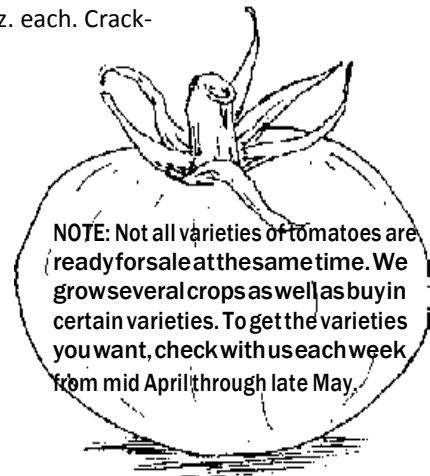 z. each. Crack-
NOTE: Not all varieties of tomatoes are
ready for sale at the same time. We
grow several crops as well as buy in
certain varieties. To get the varieties
you want, check with us each week
from mid April through late May.